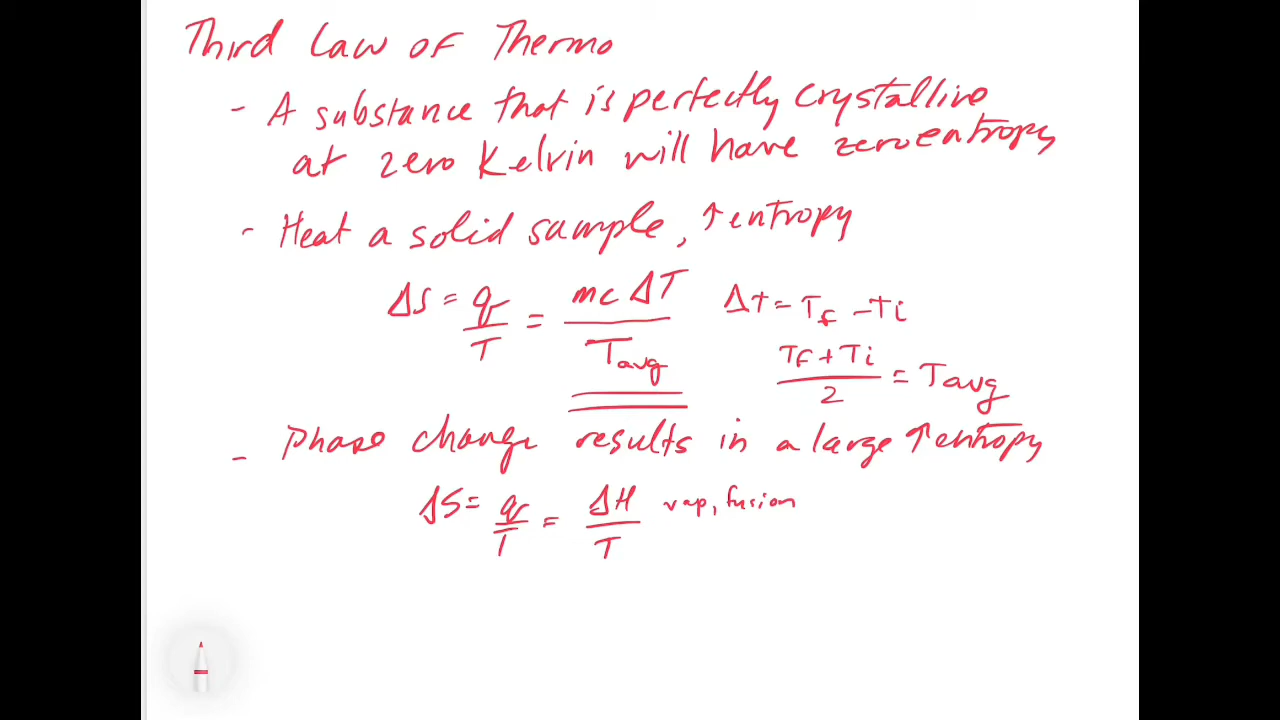 Third Law of Thermo
- A substance that is perfectly crystalline
at zero Kelvin will have zero entropy
- Heat a solid sample, ↑ entropy
ΔS = qr/T = mcΔT/Tavg
Δt = Tf - Ti
(Tf + Ti)/2 = Tavg
- Phase change results in a large ↑ entropy
ΔS = qr/T = ΔH/T vap, fusion